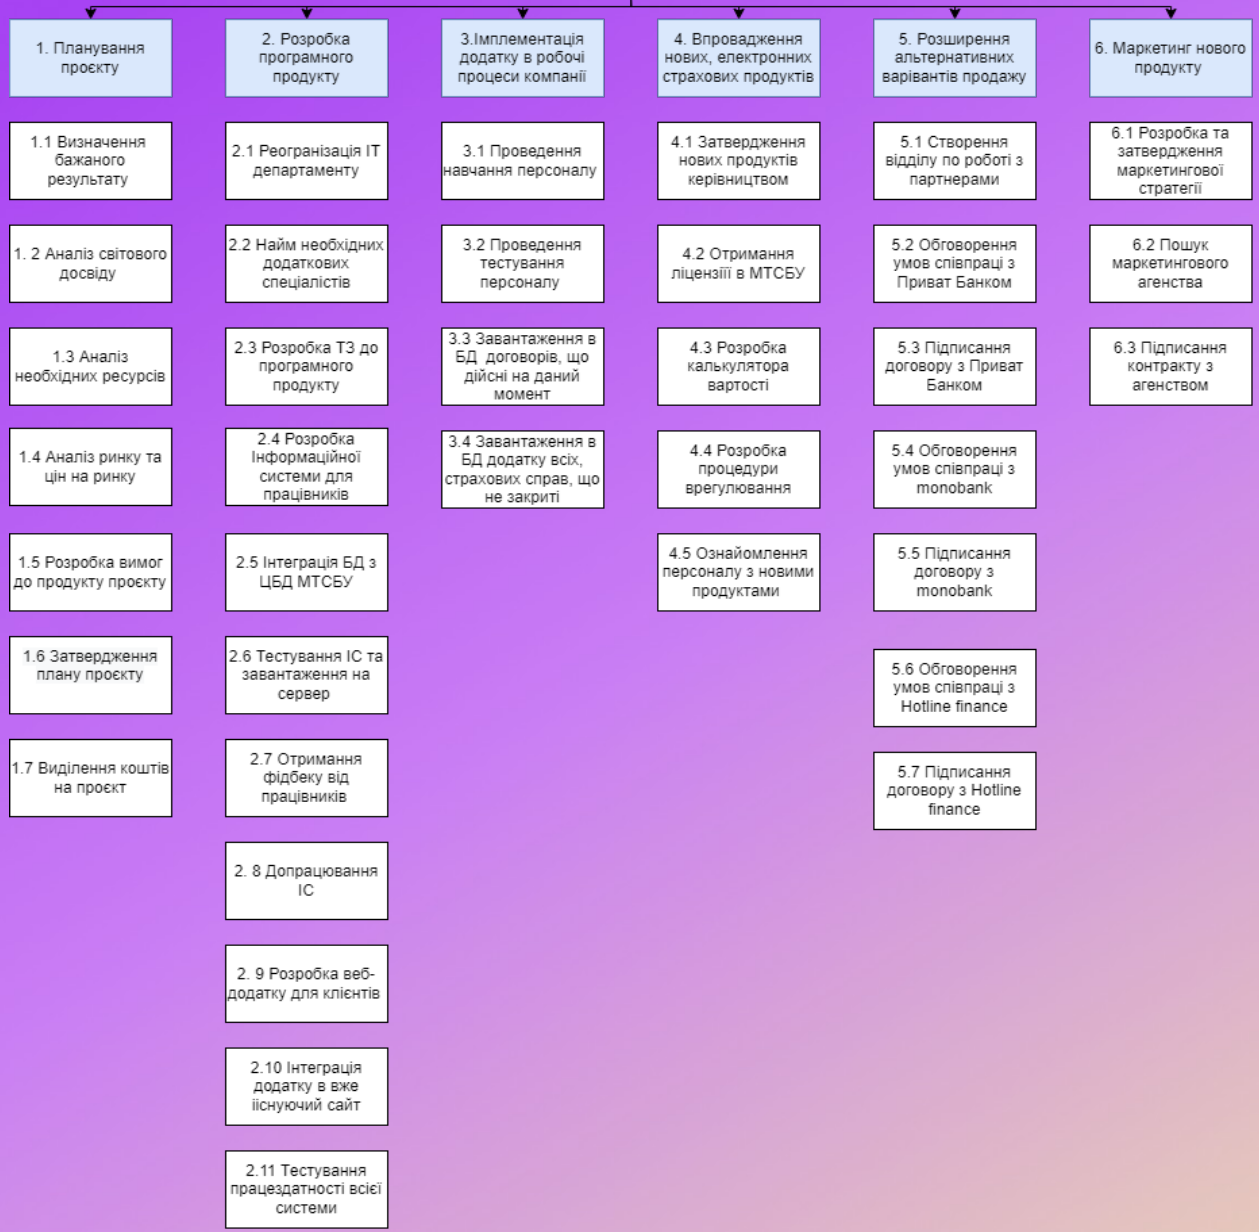 1. Планування
проєкту
2. Розробка
програмного
продукту
3.Імплементація
додатку в робочі
процеси компанії
4. Впровадження
нових, електронних
страхових продуктів
5. Розширення
альтернативних
варівантів продажу
6. Маркетинг нового
продукту
1.1 Визначення
бажаного
результату
1. 2 Аналіз світового
досвіду
1.3 Аналіз
необхідних ресурсів
1.4 Аналіз ринку та
цін на ринку
1.5 Розробка вимог
до продукту проєкту
1.6 Затвердження
плану проєкту
1.7 Виділення коштів
на проєкт
2.1 Реогранізація ІТ
департаменту
2.2 Найм необхідних
додаткових
спеціалістів
2.3 Розробка ТЗ до
програмного
продукту
2.4 Розробка
Інформаційної
системи для
працівників
2.5 Інтеграція БД з
ЦБД МТСБУ
2.6 Тестування ІС та
завантаження на
сервер
2.7 Отримання
фідбеку від
працівників
2. 8 Допрацювання
ІС
2. 9 Розробка веб-
додатку для клієнтів
2.10 Інтеграція
додатку в вже
ііснуючий сайт
2.11 Тестування
працездатності всієї
системи
3.1 Проведення
навчання персоналу
3.2 Проведення
тестування
персоналу
3.3 Завантаження в
БД договорів, що
дійсні на даний
момент
3.4 Завантаження в
БД додатку всіх,
страхових справ, що
не закриті
4.1 Затвердження
нових продуктів
керівництвом
4.2 Отримання
ліцензіїї в МТСБУ
4.3 Розробка
калькулятора
вартості
4.4 Розробка
процедури
врегулювання
4.5 Ознайомлення
персоналу з новими
продуктами
5.1 Створення
відділу по роботі з
партнерами
5.2 Обговорення
умов співпраці з
Приват Банком
5.3 Підписання
договору з Приват
Банком
5.4 Обговорення
умов співпраці з
monobank
5.5 Підписання
договору з
monobank
5.6 Обговорення
умов співпраці з
Hotline finance
5.7 Підписання
договору з Hotline
finance
6.1 Розробка та
затвердження
маркетингової
стратегії
6.2 Пошук
маркетингового
агенства
6.3 Підписання
контракту з
агенством